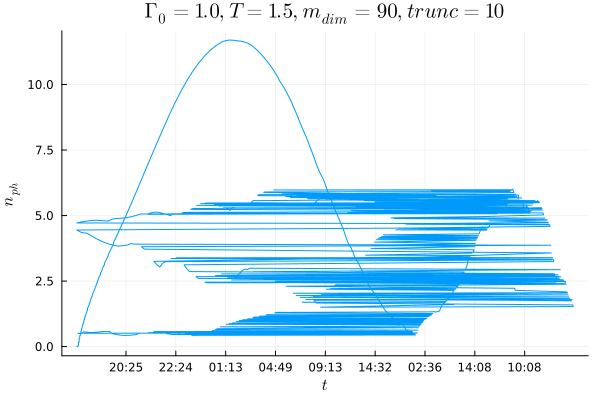 Γ₀ = 1.0, T = 1.5, m_dim = 90, trunc = 10
10.0
7.5
n_ph
5.0
2.5
0.0
20:25 22:24 01:13 04:49 09:13 14:32 02:36 14:08 10:08
t